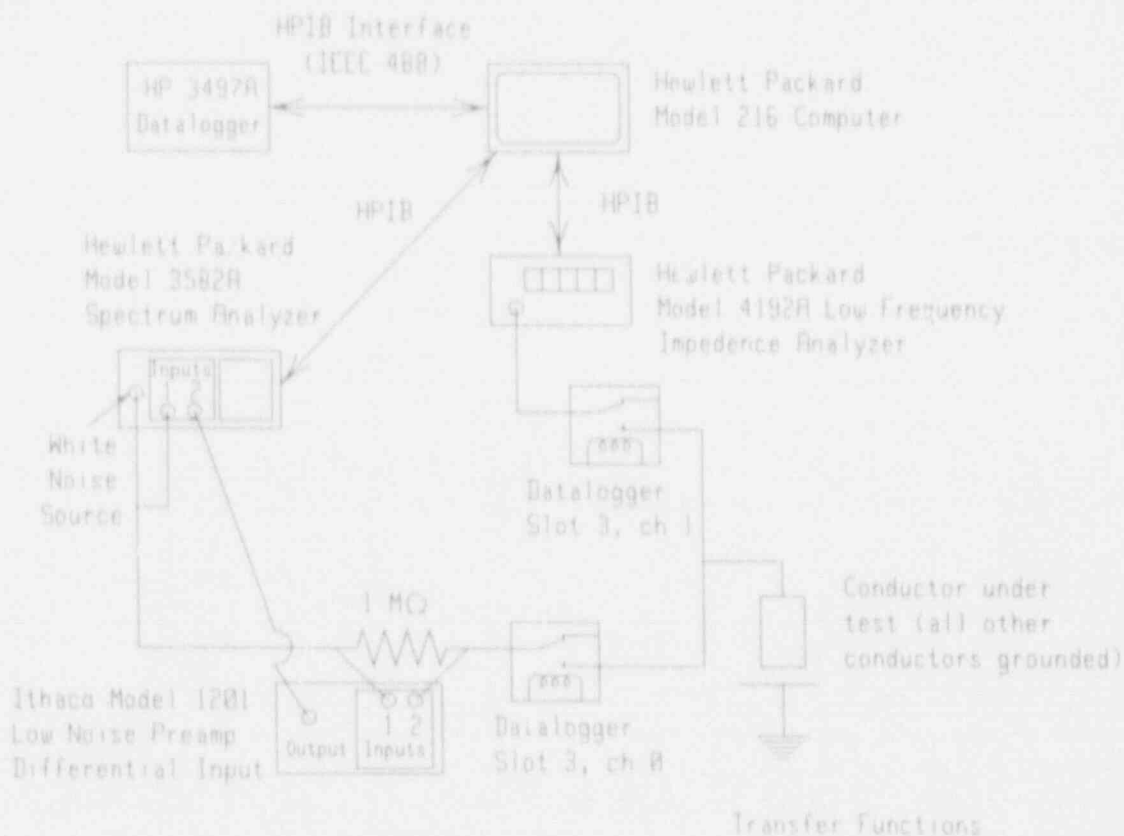 HPIB Interface
(IEEE 488)
HP 3497A
Datalogger
Hewlett Packard
Model 216 Computer
HPIB
HPIB
Hewlett Packard
Model 3582A
Spectrum Analyzer
Hewlett Packard
Model 4192A Low Frequency
Impedence Analyzer
Inputs
1 2
White
Noise
Source
Datalogger
Slot 3, ch 1
1 MΩ
Conductor under
test (all other
conductors grounded)
Ithaco Model 1201
Low Noise Preamp
Differential Input
Output
1 2
Inputs
Datalogger
Slot 3, ch 0
Transfer Functions